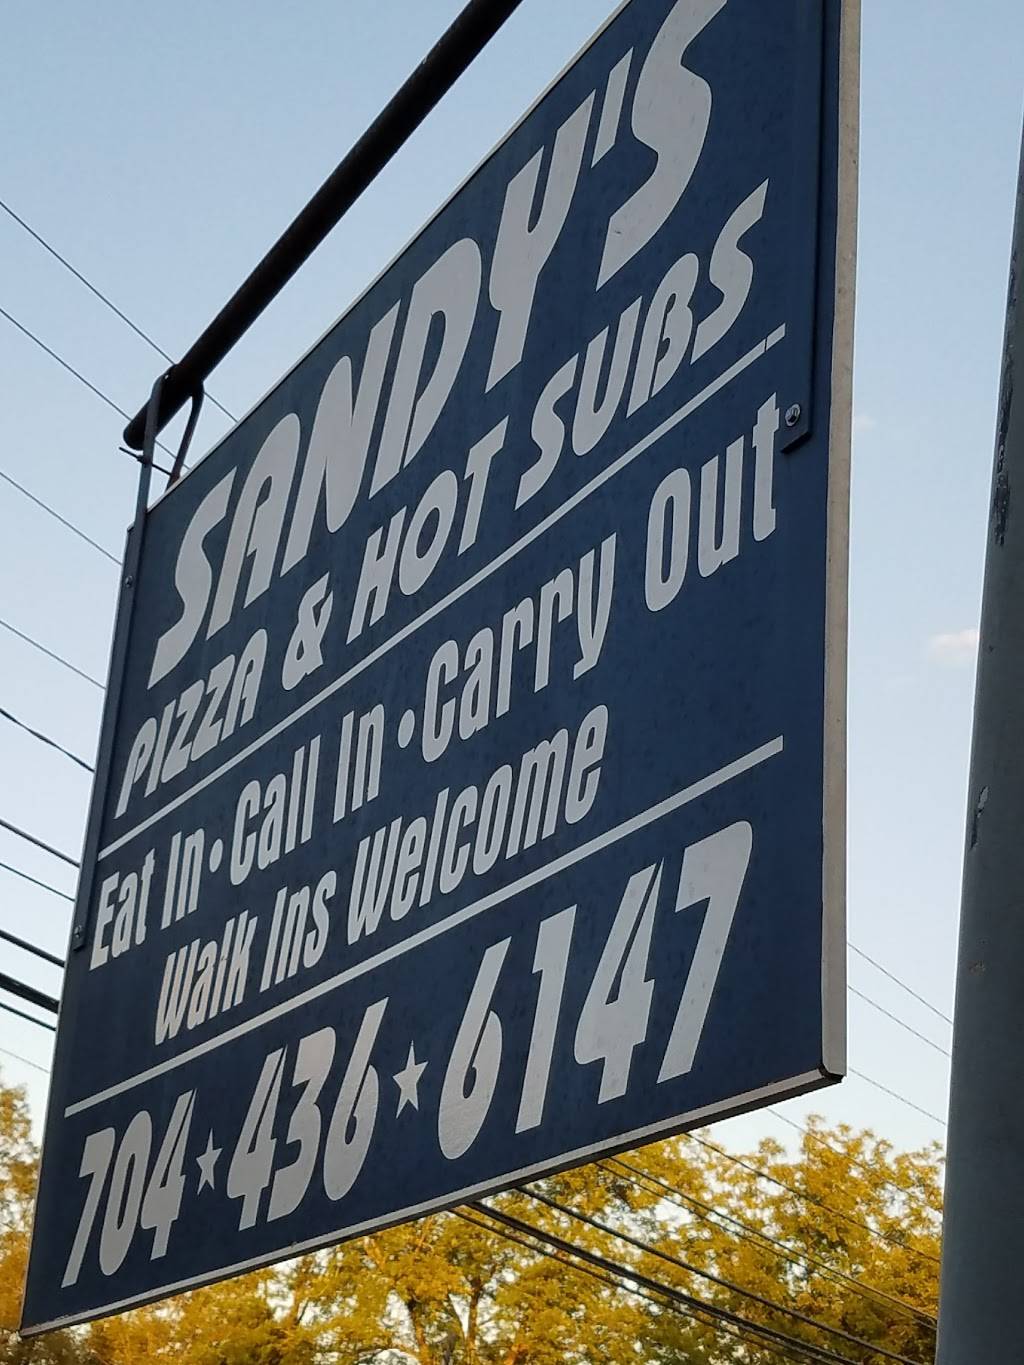 SANDY'S
PIZZA & HOT SUBS
Eat In • Call In • Carry Out
Walk Ins Welcome
704★436★6147